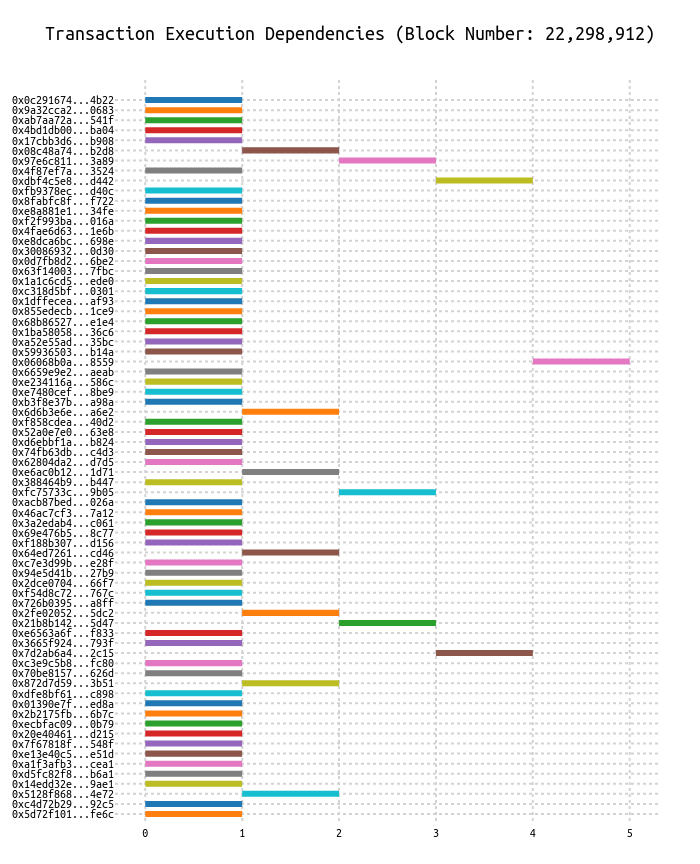 Transaction Execution Dependencies (Block Number: 22,298,912)
0x0c291674...4b22
0x9a32cca2...0683
0xab7aa72a...541f
0x4bd1db00...ba04
0x17cbb3d6...b908
0x08c48a74...b2d8
0x97e6c811...3a89
0x4f87ef7a...3524
0xdbf4c5e8...d442
0xfb9378ec...d40c
0x8fabfc8f...f722
0xe8a881e1...34fe
0xf2f993ba...016a
0x4fae6d63...1e6b
0xe8dca6bc...698e
0x30086932...0d30
0x0d7fb8d2...6be2
0x63f14003...7fbc
0x1a1c6cd5...ede0
0xc318d5bf...0301
0x1dffecea...af93
0x855edecb...1ce9
0x68b86527...e1e4
0x1ba58058...36c6
0xa52e55ad...35bc
0x59936503...b14a
0x06068b0a...8559
0x6659e9e2...aeab
0xe234116a...586c
0xe7480cef...8be9
0xb3f8e37b...a98a
0x6d6b3e6e...a6e2
0xf858cdea...40d2
0x52a0e7e0...63e8
0xd6ebbf1a...b824
0x74fb63db...c4d3
0x62804da2...d7d5
0xe6ac0b12...1d71
0x388464b9...b447
0xfc75733c...9b05
0xacb87bed...026a
0x46ac7cf3...7a12
0x3a2edab4...c061
0x69e476b5...8c77
0xf188b307...d156
0x64ed7261...cd46
0xc7e3d99b...e28f
0x94e5d41b...27b9
0x2dce0704...66f7
0xf54d8c72...767c
0x726b0395...a8ff
0x2fe02052...5dc2
0x21b8b142...5d47
0xe6563a6f...f833
0x3665f924...793f
0x7d2ab6a4...2c15
0xc3e9c5b8...fc80
0x70be8157...626d
0x872d7d59...3b51
0xdfe8bf61...c898
0x01390e7f...ed8a
0x2b2175fb...6b7c
0xecbfac09...0b79
0x20e40461...d215
0x7f67818f...548f
0xe13e40c5...e51d
0xa1f3afb3...cea1
0xd5fc82f8...b6a1
0x14edd32e...9ae1
0x5128f868...4e72
0xc4d72b29...92c5
0x5d72f101...fe6c
0 1 2 3 4 5